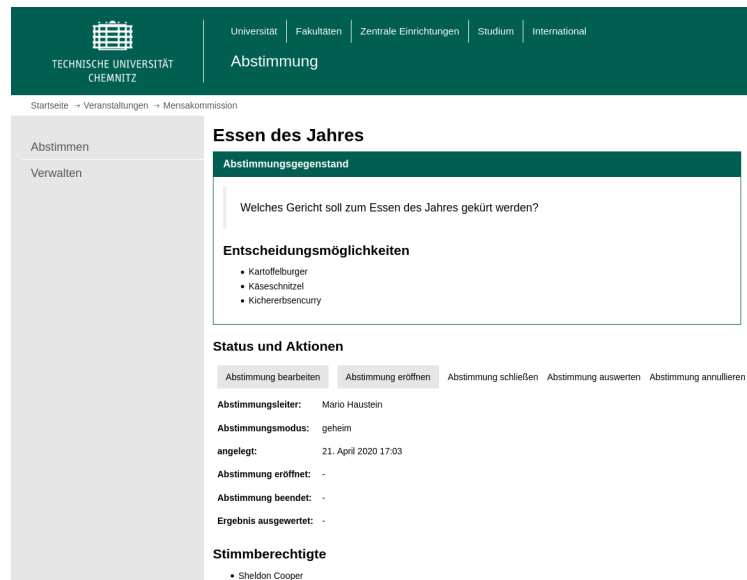 TECHNISCHE UNIVERSITÄT
CHEMNITZ
Universität Fakultäten Zentrale Einrichtungen Studium International
Abstimmung
Startseite → Veranstaltungen → Mensakommission
Abstimmen
Verwalten
Essen des Jahres
Abstimmungsgegenstand
Welches Gericht soll zum Essen des Jahres gekürt werden?
Entscheidungsmöglichkeiten
• Kartoffelburger
• Käseschnitzel
• Kichererbsencurry
Status und Aktionen
Abstimmung bearbeiten Abstimmung eröffnen Abstimmung schließen Abstimmung auswerten Abstimmung annullieren
Abstimmungsleiter: Mario Haustein
Abstimmungsmodus: geheim
angelegt: 21. April 2020 17:03
Abstimmung eröffnet: -
Abstimmung beendet: -
Ergebnis ausgewertet: -
Stimmberechtigte
• Sheldon Cooper